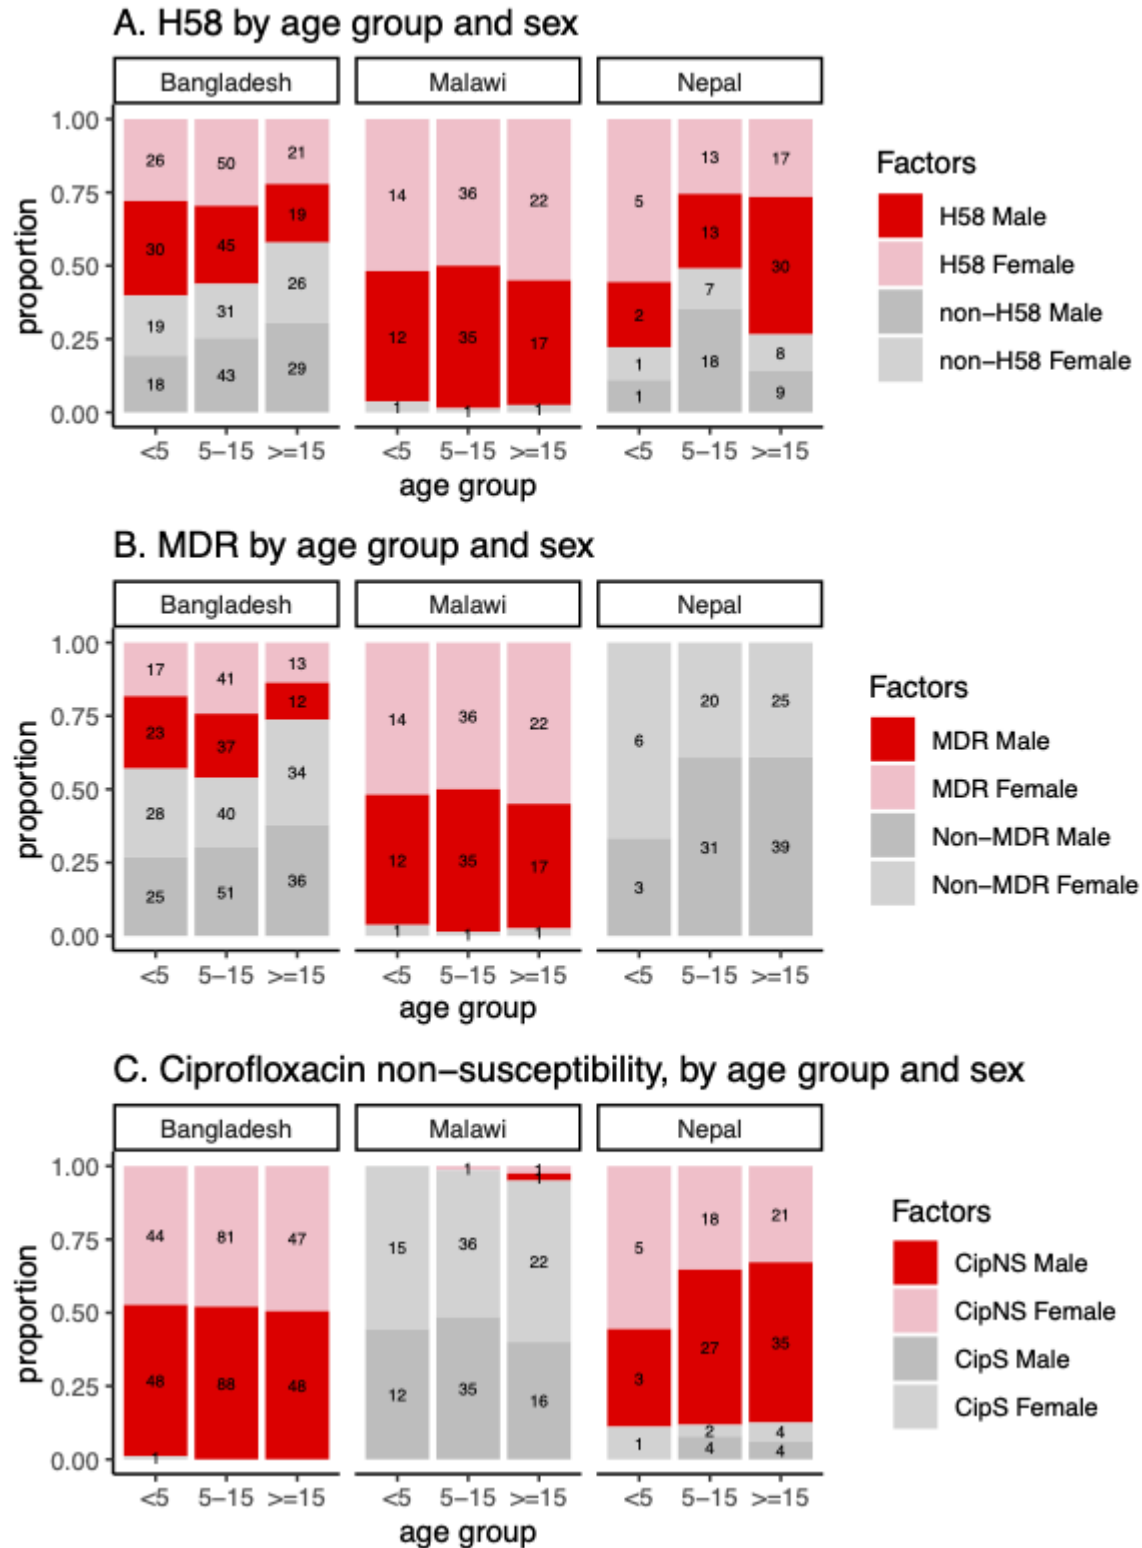 A. H58 by age group and sex
Bangladesh Malawi Nepal
1.00
0.75
0.50
0.25
0.00
proportion
26 50 21
30 45 19
19 31 26
18 43 29
14 36 22
12 35 17
1 1 1
5 13 17
2 13 30
1 7 8
1 18 9
<5 5–15 >=15 <5 5–15 >=15 <5 5–15 >=15
age group
Factors
H58 Male
H58 Female
non–H58 Male
non–H58 Female
B. MDR by age group and sex
Bangladesh Malawi Nepal
1.00
0.75
0.50
0.25
0.00
proportion
17 41 13
23 37 12
28 40 34
25 51 36
14 36 22
12 35 17
1 1 1
6 20 25
3 31 39
<5 5–15 >=15 <5 5–15 >=15 <5 5–15 >=15
age group
Factors
MDR Male
MDR Female
Non–MDR Male
Non–MDR Female
C. Ciprofloxacin non–susceptibility, by age group and sex
Bangladesh Malawi Nepal
1.00
0.75
0.50
0.25
0.00
proportion
44 81 47
48 88 48
1
1 1
1
15 36 22
12 35 16
5 18 21
3 27 35
1 2 4
4 4
<5 5–15 >=15 <5 5–15 >=15 <5 5–15 >=15
age group
Factors
CipNS Male
CipNS Female
CipS Male
CipS Female